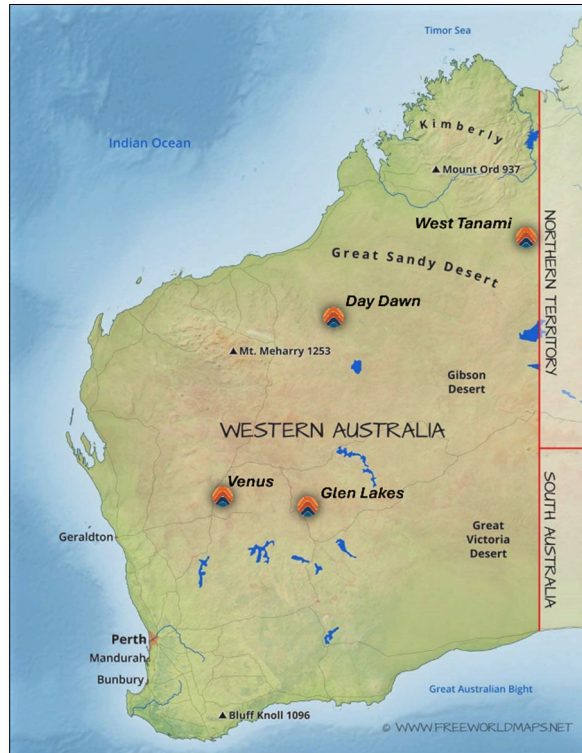 Timor Sea
Kimberly
Indian Ocean
Mount Ord 937
West Tanami
NORTHERN TERRITORY
Great Sandy Desert
Day Dawn
Mt. Meharry 1253
Gibson
Desert
WESTERN AUSTRALIA
Venus
Glen Lakes
SOUTH AUSTRALIA
Geraldton
Great
Victoria
Desert
Perth
Mandurah
Bunbury
Great Australian Bight
Bluff Knoll 1096
© WWW.FREEWORLDMAPS.NET